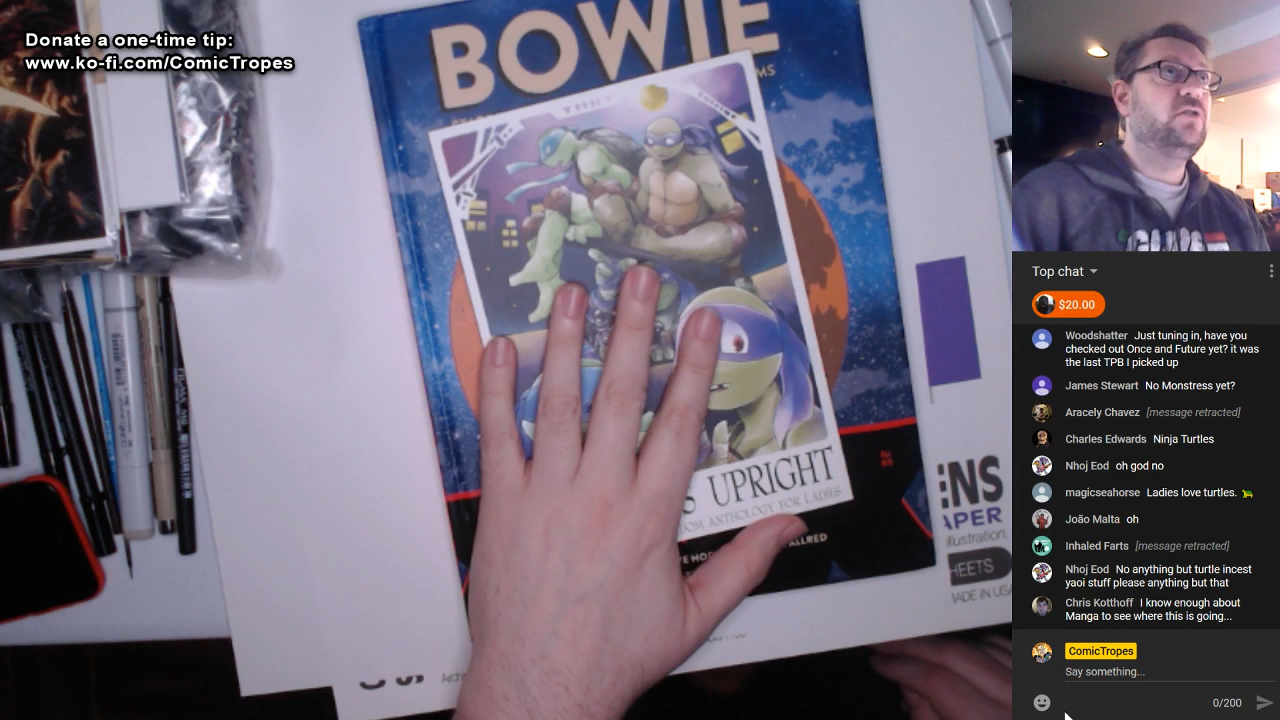 Donate a one-time tip:
www.ko-fi.com/ComicTropes
BOWIE
TMNT
UPRIGHT
ANTHOLOGY FOR LADIES
ALLRED
ENS
APER
illustration.
HEETS
MADE IN USA
Top chat
$20.00
Woodshatter Just tuning in, have you
checked out Once and Future yet? it was
the last TPB I picked up
James Stewart No Monstress yet?
Aracely Chavez [message retracted]
Charles Edwards Ninja Turtles
Nhoj Eod oh god no
magicseahorse Ladies love turtles.
João Malta oh
Inhaled Farts [message retracted]
Nhoj Eod No anything but turtle incest
yaoi stuff please anything but that
Chris Kotthoff I know enough about
Manga to see where this is going...
ComicTropes
Say something...
0/200